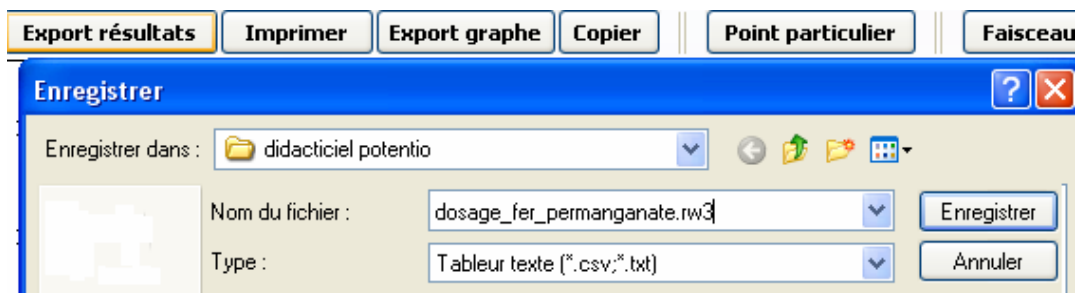 Export résultats Imprimer Export graphe Copier Point particulier Faisceau
Enregistrer
Enregistrer dans : didacticiel potentio
Nom du fichier : dosage_fer_permanganate.rw3 Enregistrer
Type : Tableur texte (*.csv;*.txt) Annuler